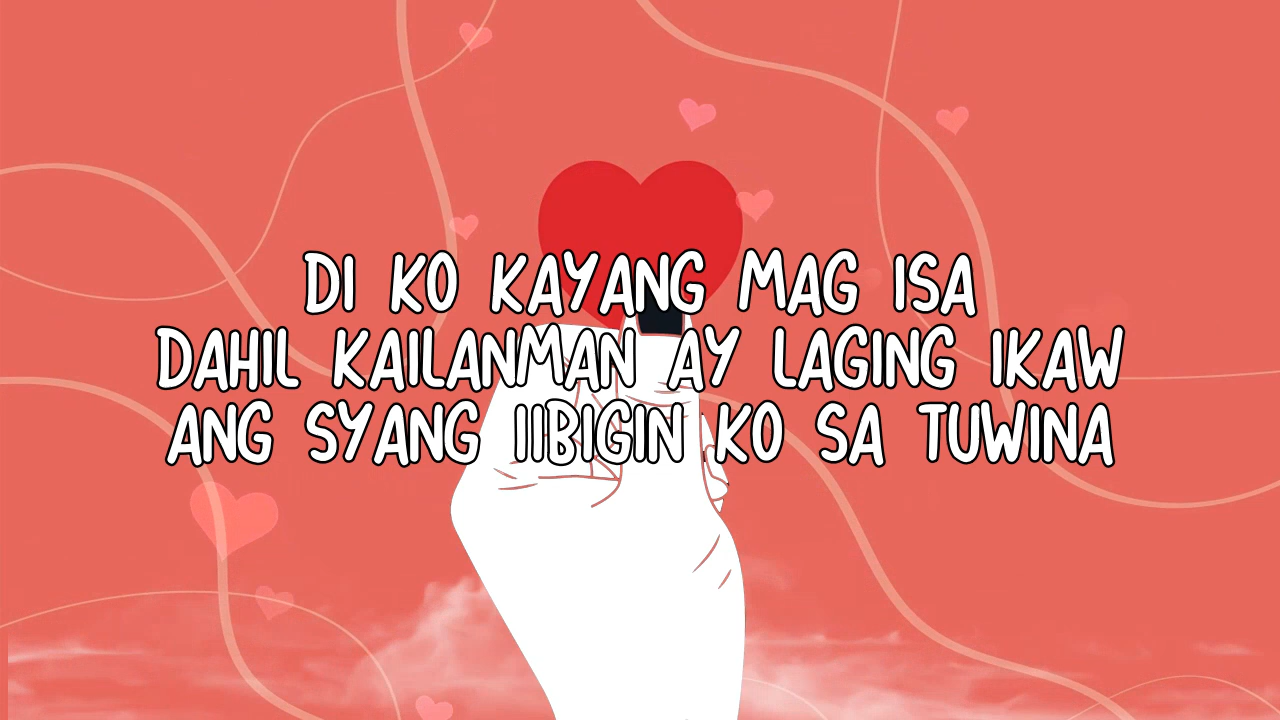 DI KO KAYANG MAG ISA
DAHIL KAILANMAN AY LAGING IKAW
ANG SYANG IIBIGIN KO SA TUWINA